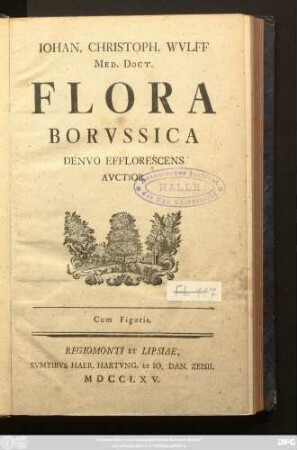 IOHAN. CHRISTOPH. WVLFF
MED. DOCT.
FLORA
BORVSSICA
DENVO EFFLORESCENS
AVCTIOR
HALLE
Cum Figuris.
REGIOMONTI ET LIPSIAE,
SVMTIBVS HAER. HARTVNG. ET IO. DAN. ZEISII.
MDCCLXV.